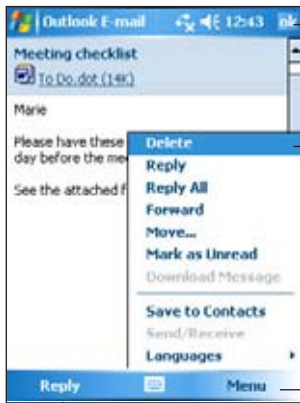 Outlook E-mail 12:43 ok
Meeting checklist
To Do.dot (14K)
Marie
Please have these
day before the mee
See the attached f
Delete
Reply
Reply All
Forward
Move...
Mark as Unread
Download Message
Save to Contacts
Send/Receive
Languages
Reply Menu